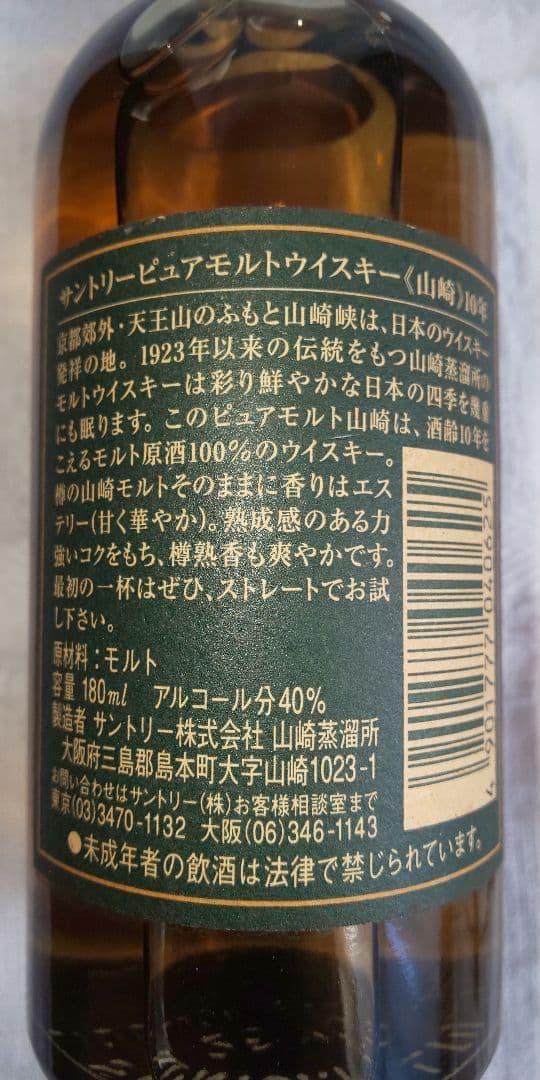 サントリーピュアモルトウイスキー《山崎》10年
京都郊外・天王山のふもと山崎峡は、日本のウイスキー
発祥の地。1923年以来の伝統をもつ山崎蒸溜所の
モルトウイスキーは彩り鮮やかな日本の四季を幾重
にも眠ります。このピュアモルト山崎は、酒齢10年を
こえるモルト原酒100%のウイスキー。
樽の山崎モルトそのままに香りはエス
テリー(甘く華やか)。熟成感のある力
強いコクをもち、樽熟香も爽やかです。
最初の一杯はぜひ、ストレートでお試
し下さい。
原材料：モルト
容量 180ml アルコール分40%
製造者 サントリー株式会社 山崎蒸溜所
大阪府三島郡島本町大字山崎1023-1
お問い合わせはサントリー(株)お客様相談室まで
東京(03)3470-1132 大阪(06)346-1143
●未成年者の飲酒は法律で禁じられています。
4 901777 040625